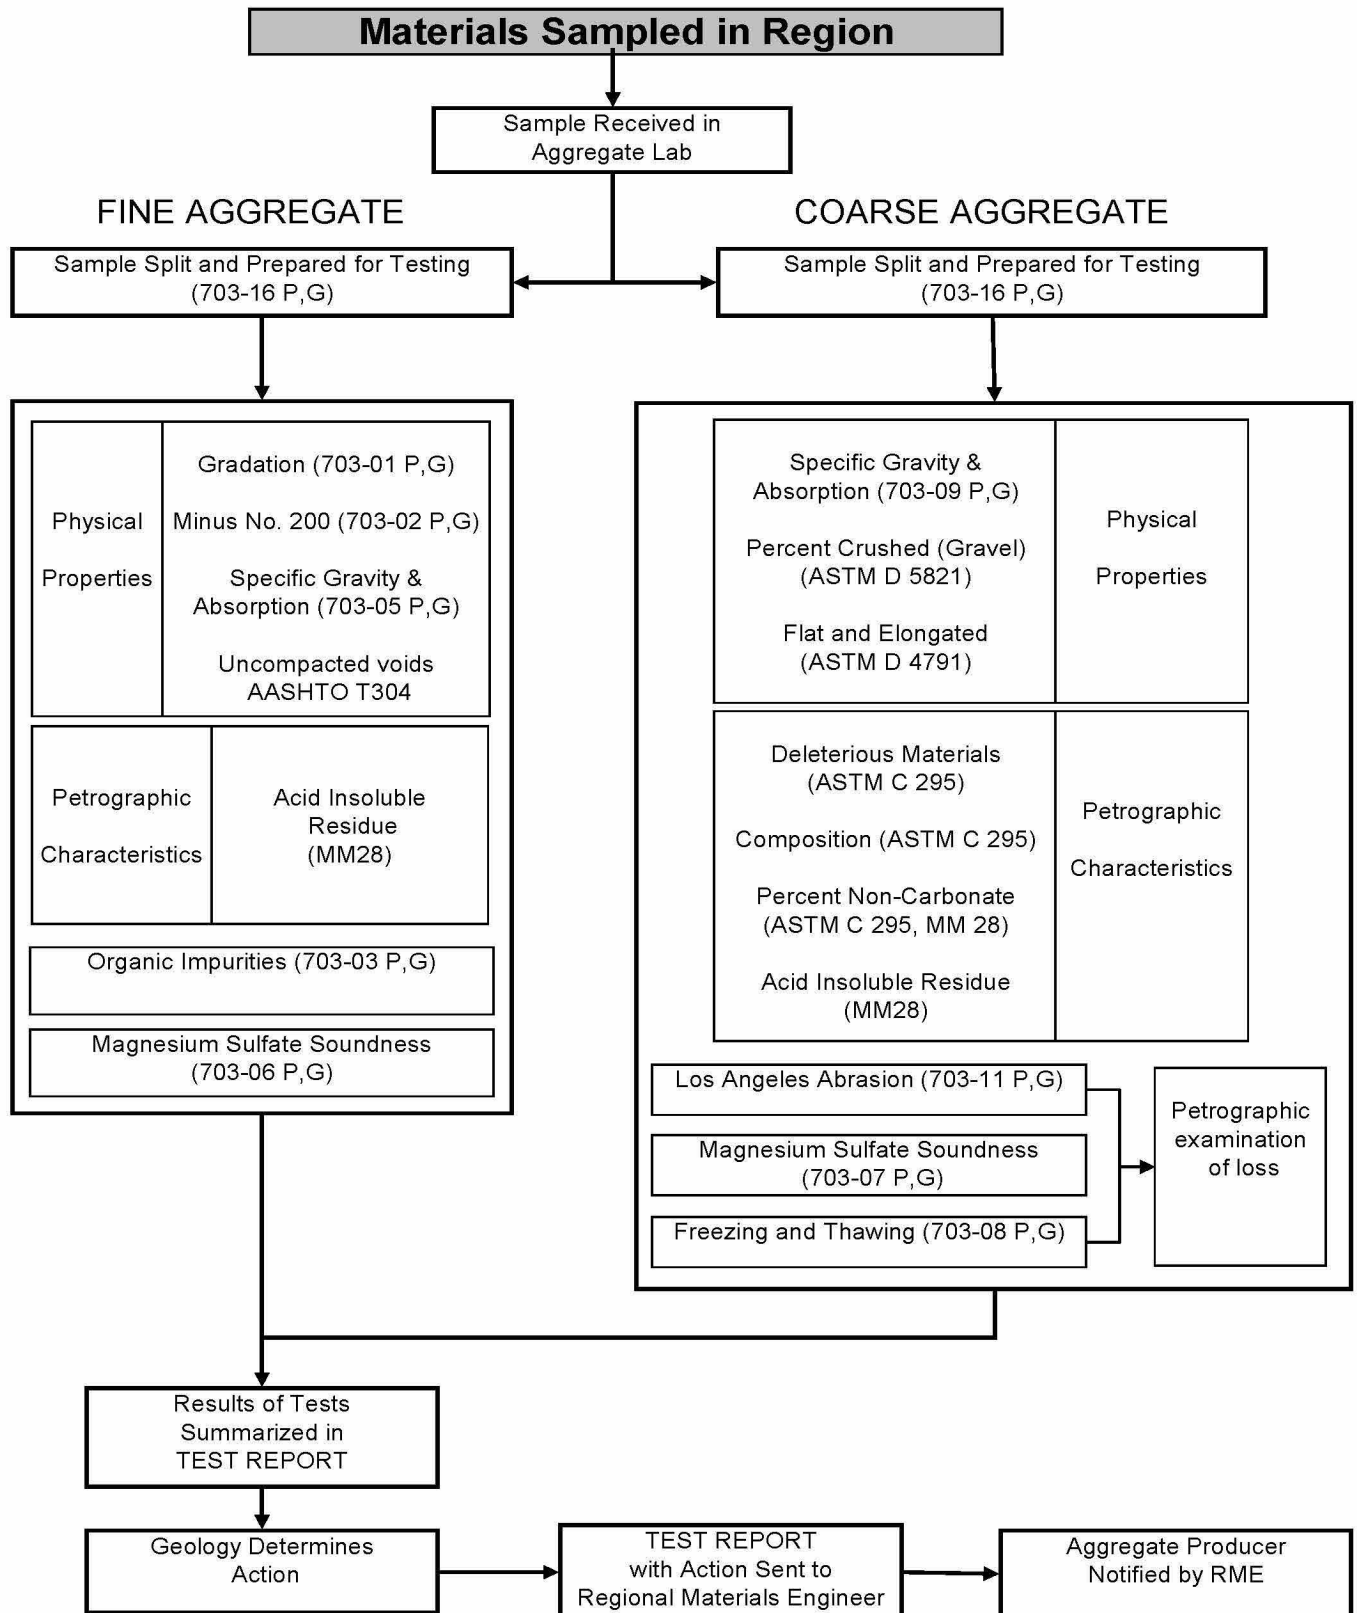 Materials Sampled in Region
Sample Received in
Aggregate Lab
FINE AGGREGATE
Sample Split and Prepared for Testing
(703-16 P,G)
Physical
Properties
Gradation (703-01 P,G)
Minus No. 200 (703-02 P,G)
Specific Gravity &
Absorption (703-05 P,G)
Uncompacted voids
AASHTO T304
Petrographic
Characteristics
Acid Insoluble
Residue
(MM28)
Organic Impurities (703-03 P,G)
Magnesium Sulfate Soundness
(703-06 P,G)
COARSE AGGREGATE
Sample Split and Prepared for Testing
(703-16 P,G)
Specific Gravity &
Absorption (703-09 P,G)
Percent Crushed (Gravel)
(ASTM D 5821)
Flat and Elongated
(ASTM D 4791)
Physical
Properties
Deleterious Materials
(ASTM C 295)
Composition (ASTM C 295)
Percent Non-Carbonate
(ASTM C 295, MM 28)
Acid Insoluble Residue
(MM28)
Petrographic
Characteristics
Los Angeles Abrasion (703-11 P,G)
Magnesium Sulfate Soundness
(703-07 P,G)
Freezing and Thawing (703-08 P,G)
Petrographic
examination
of loss
Results of Tests
Summarized in
TEST REPORT
Geology Determines
Action
TEST REPORT
with Action Sent to
Regional Materials Engineer
Aggregate Producer
Notified by RME